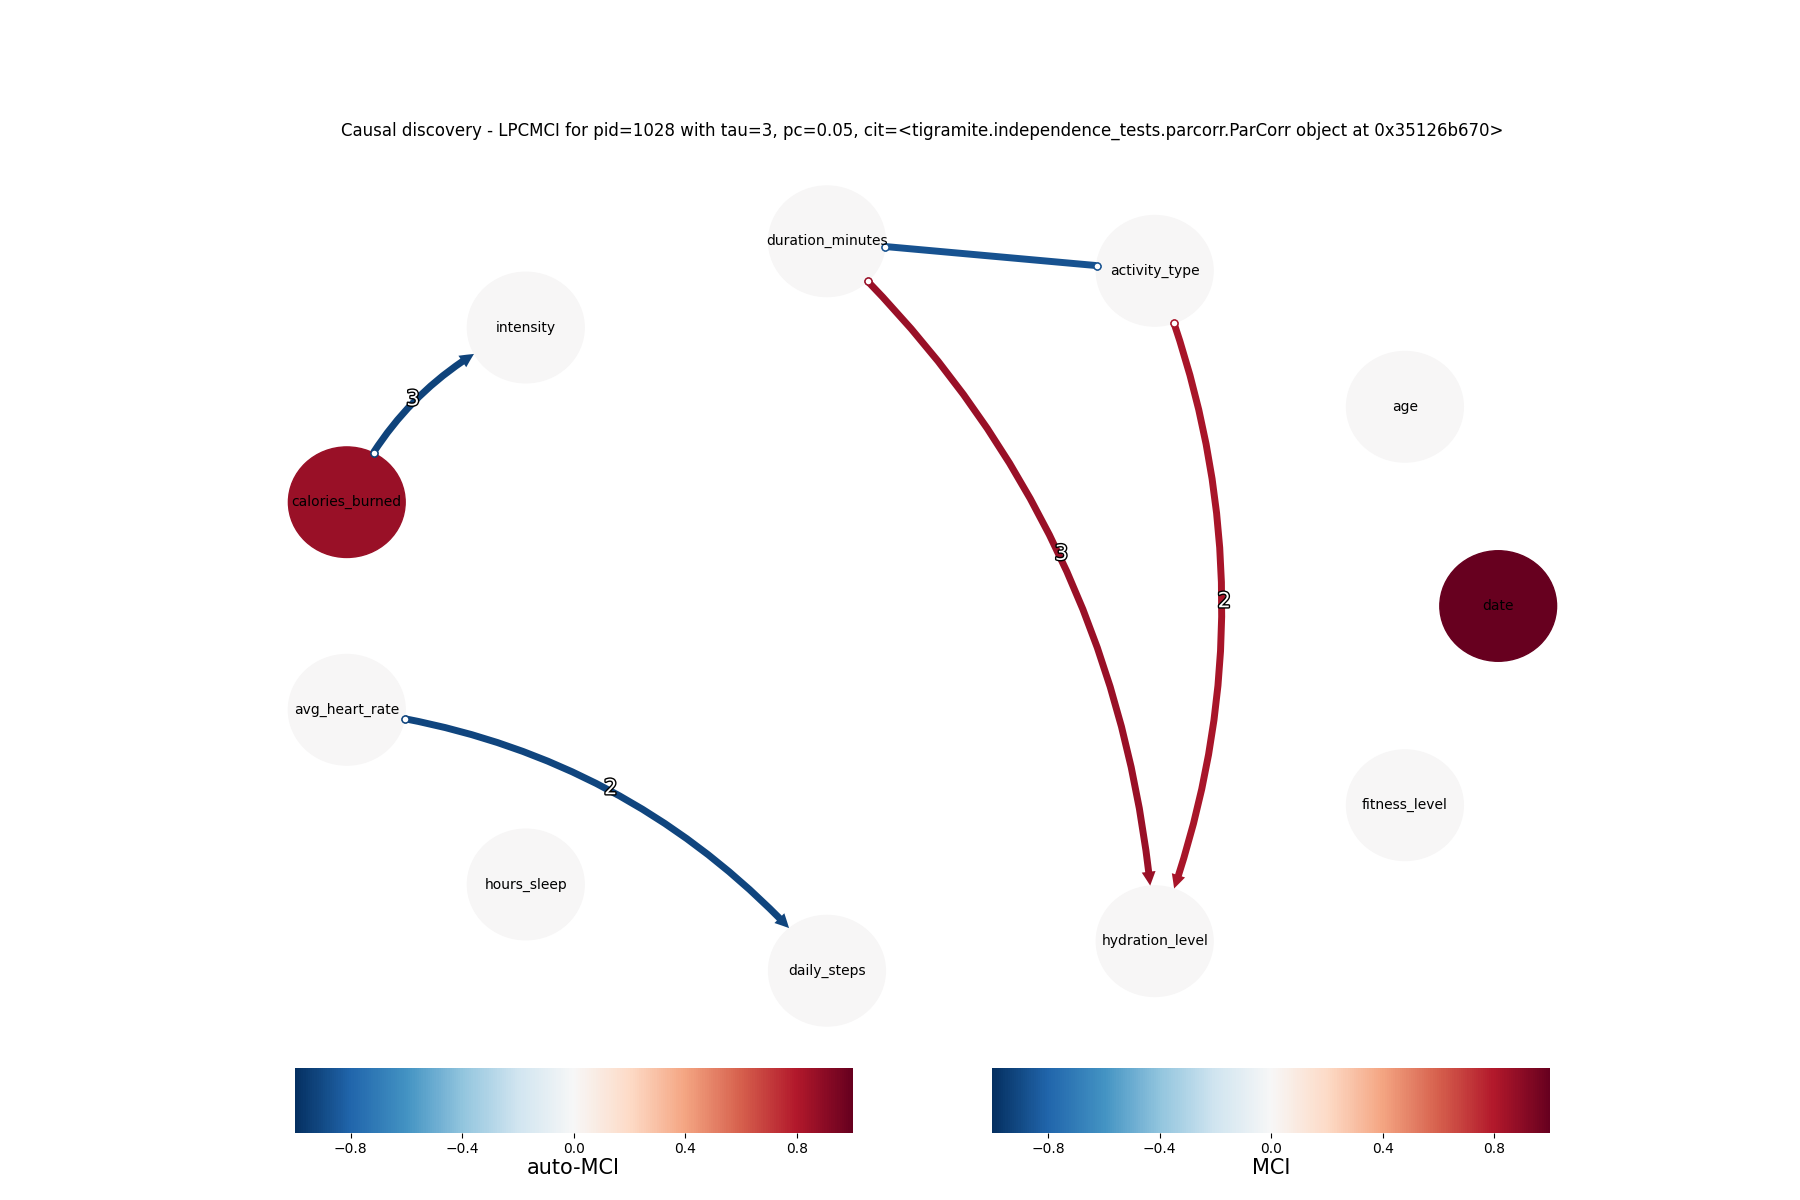 Causal discovery - LPCMCI for pid=1028 with tau=3, pc=0.05, cit=<tigramite.independence_tests.parcorr.ParCorr object at 0x35126b670>
duration_minutes
activity_type
intensity
3
age
calories_burned
3
2
date
avg_heart_rate
2
fitness_level
hours_sleep
hydration_level
daily_steps
−0.8 −0.4 0.0 0.4 0.8
auto-MCI
−0.8 −0.4 0.0 0.4 0.8
MCI